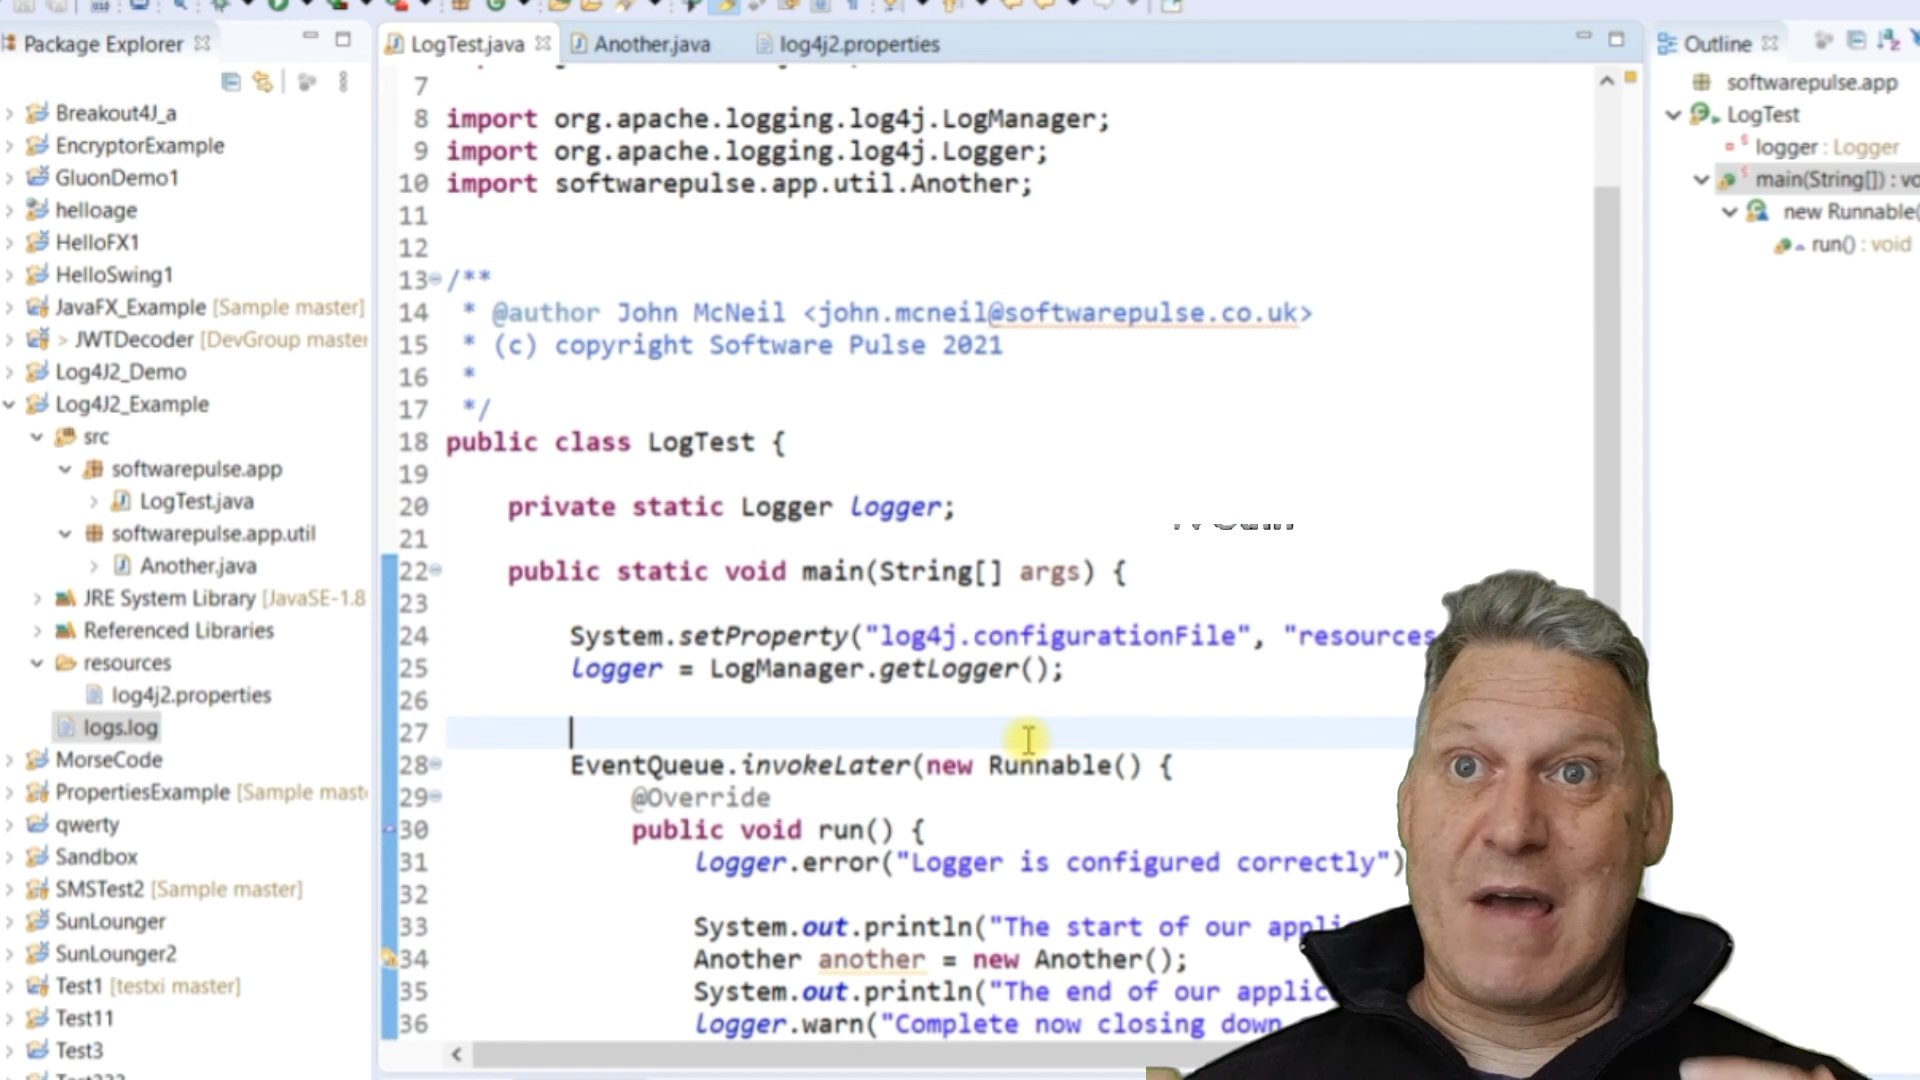 Package Explorer
Breakout4J_a
EncryptorExample
GluonDemo1
helloage
HelloFX1
HelloSwing1
JavaFX_Example [Sample master]
> JWTDecoder [DevGroup master
Log4J2_Demo
Log4J2_Example
src
softwarepulse.app
LogTest.java
softwarepulse.app.util
Another.java
JRE System Library [JavaSE-1.8
Referenced Libraries
resources
log4j2.properties
logs.log
MorseCode
PropertiesExample [Sample mast
qwerty
Sandbox
SMSTest2 [Sample master]
SunLounger
SunLounger2
Test1 [testxi master]
Test11
Test3
LogTest.java Another.java log4j2.properties
7
8 import org.apache.logging.log4j.LogManager;
9 import org.apache.logging.log4j.Logger;
10 import softwarepulse.app.util.Another;
11
12
13 /**
14 * @author John McNeil <john.mcneil@softwarepulse.co.uk>
15 * (c) copyright Software Pulse 2021
16 *
17 */
18 public class LogTest {
19
20 private static Logger logger;
21
22 public static void main(String[] args) {
23
24 System.setProperty("log4j.configurationFile", "resources
25 logger = LogManager.getLogger();
26
27
28 EventQueue.invokeLater(new Runnable() {
29 @Override
30 public void run() {
31 logger.error("Logger is configured correctly")
32
33 System.out.println("The start of our appli
34 Another another = new Another();
35 System.out.println("The end of our applic
36 logger.warn("Complete now closing down
Outline
softwarepulse.app
LogTest
logger : Logger
main(String[]) : vo
new Runnable(
run() : void